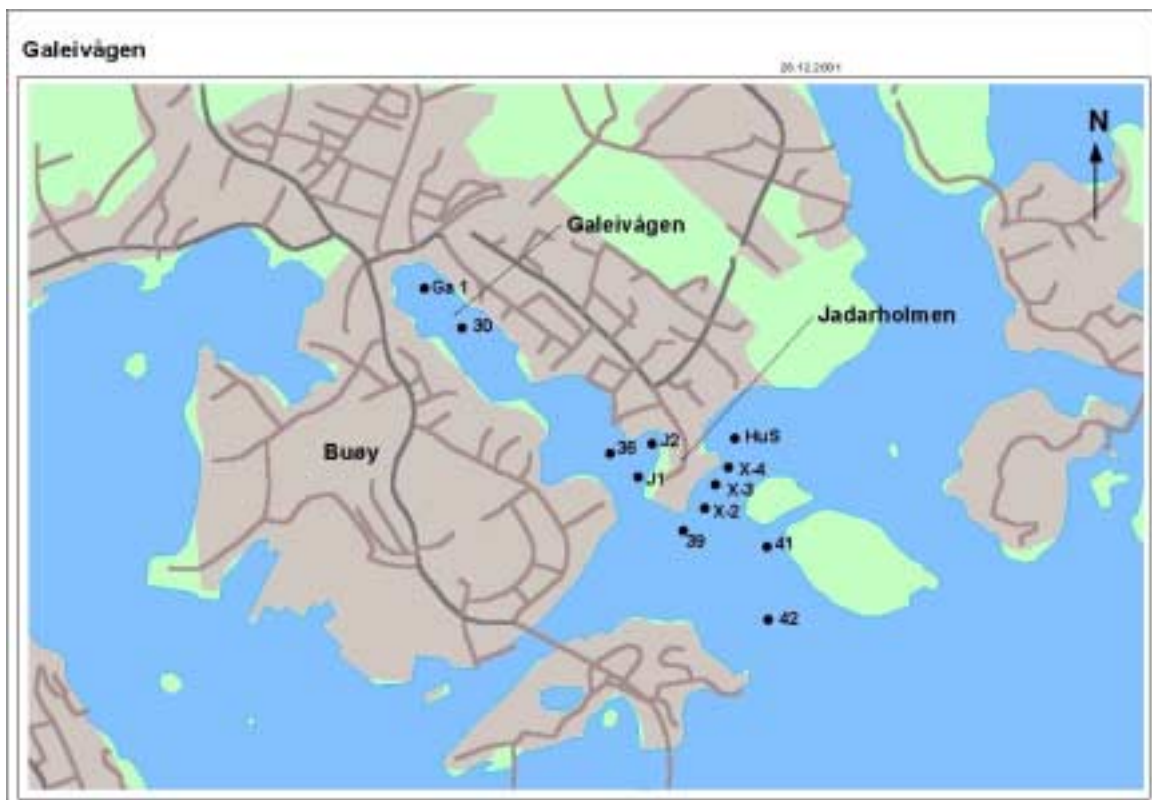 Galeivågen
28.12.2001
N
Galeivågen
Ga 1
Jadarholmen
30
HuS
J2
36
Buøy
X-4
J1
X-3
X-2
39
41
42